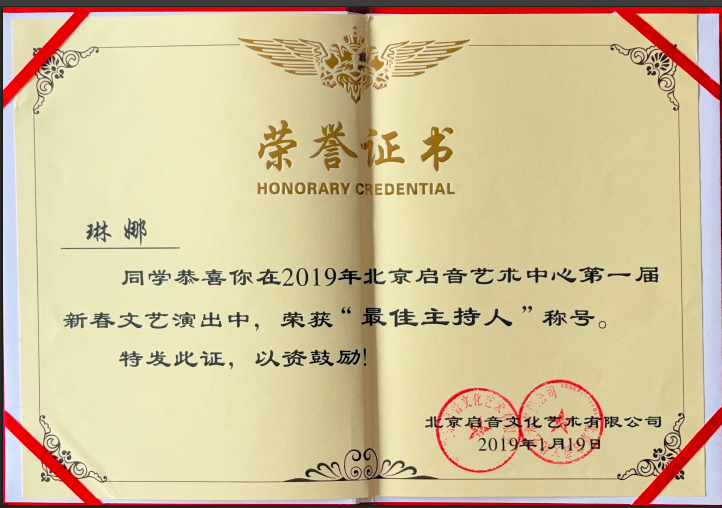 荣誉证书
HONORARY CREDENTIAL
琳娜
同学恭喜你在2019年北京启音艺术中心第一届
新春文艺演出中，荣获“最佳主持人”称号。
特发此证，以资鼓励！
北京启音文化艺术有限公司
2019年1月19日